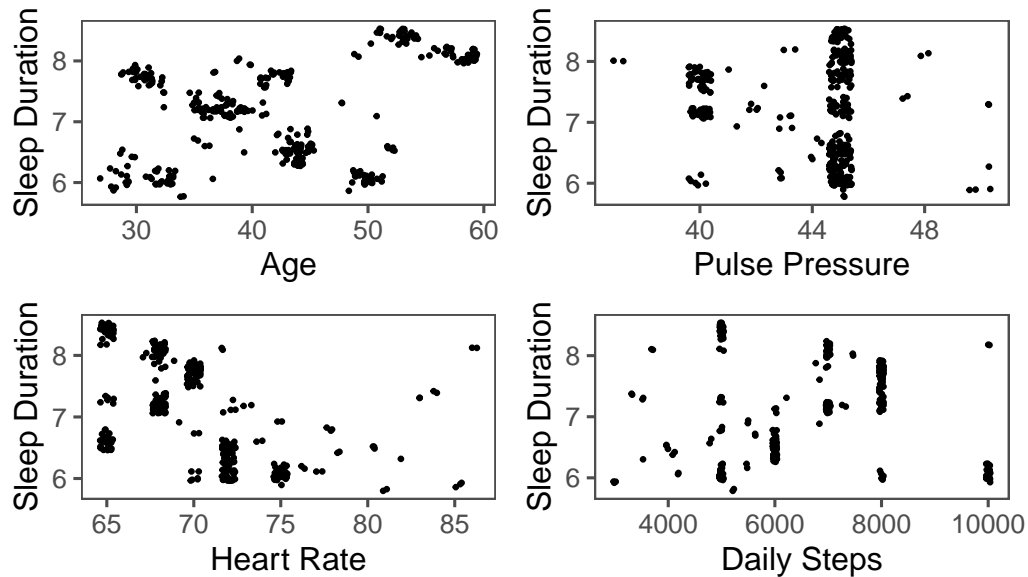 Sleep Duration
8
7
6
30 40 50 60
Age
Sleep Duration
8
7
6
40 44 48
Pulse Pressure
Sleep Duration
8
7
6
65 70 75 80 85
Heart Rate
Sleep Duration
8
7
6
4000 6000 8000 10000
Daily Steps